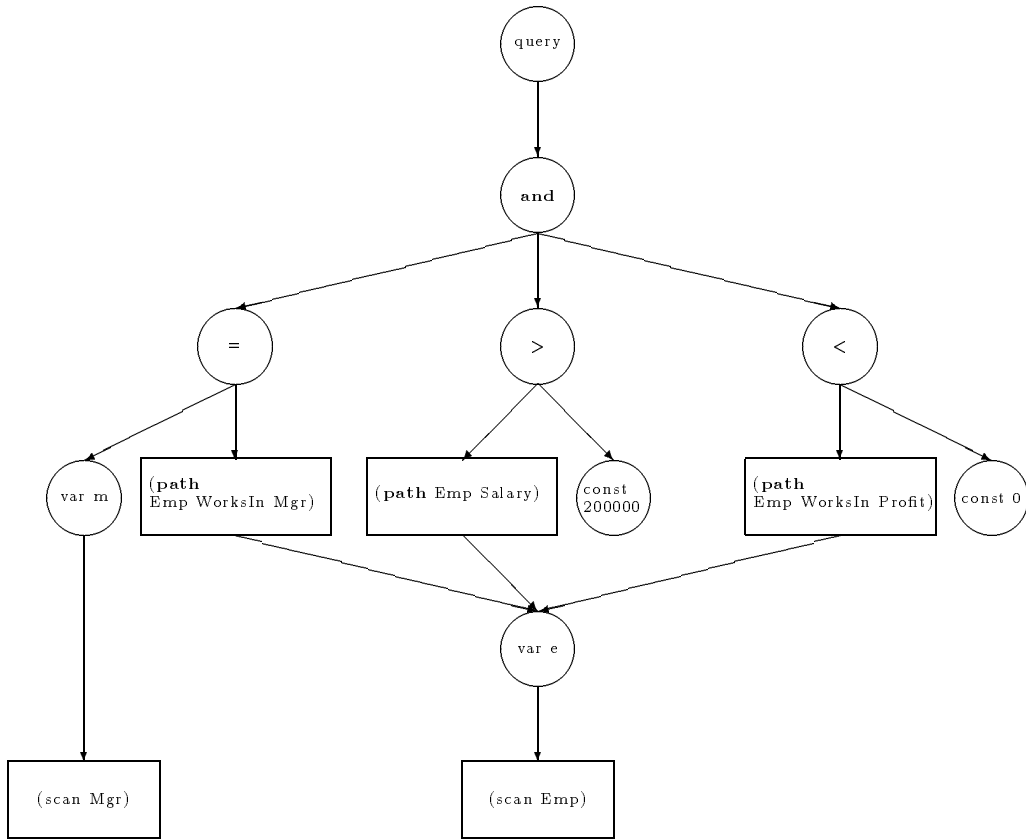 query
and
=
>
<
var m
(path
Emp WorksIn Mgr)
(path Emp Salary)
const
200000
(path
Emp WorksIn Profit)
const 0
var e
(scan Mgr)
(scan Emp)